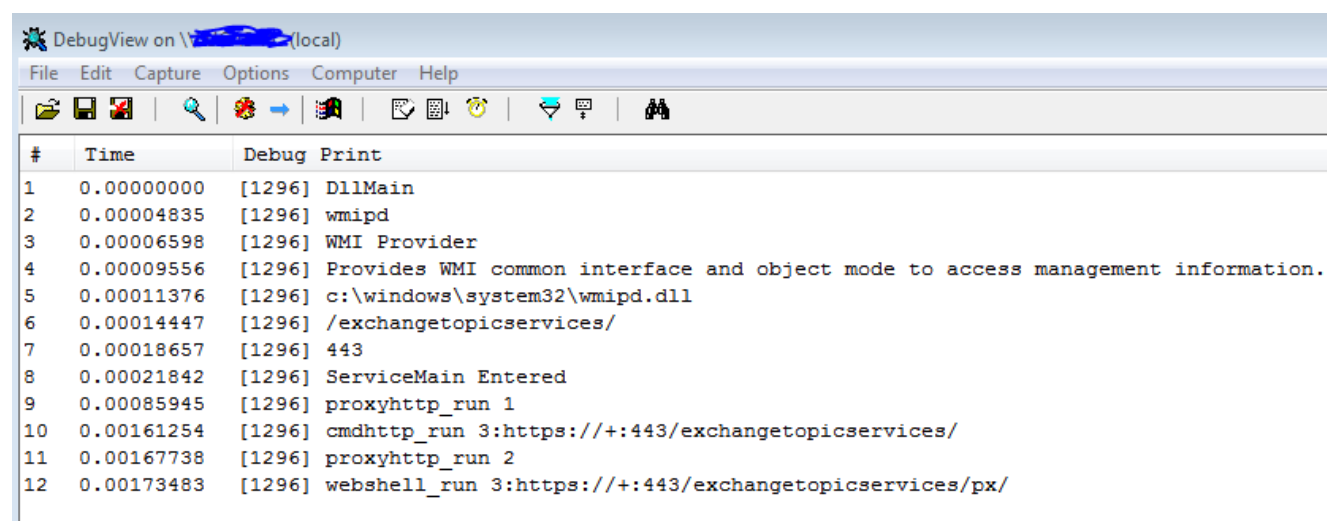 DebugView on \\ (local)
File Edit Capture Options Computer Help
# Time Debug Print
1 0.00000000 [1296] DllMain
2 0.00004835 [1296] wmipd
3 0.00006598 [1296] WMI Provider
4 0.00009556 [1296] Provides WMI common interface and object mode to access management information.
5 0.00011376 [1296] c:\windows\system32\wmipd.dll
6 0.00014447 [1296] /exchangetopicservices/
7 0.00018657 [1296] 443
8 0.00021842 [1296] ServiceMain Entered
9 0.00085945 [1296] proxyhttp_run 1
10 0.00161254 [1296] cmdhttp_run 3:https://+:443/exchangetopicservices/
11 0.00167738 [1296] proxyhttp_run 2
12 0.00173483 [1296] webshell_run 3:https://+:443/exchangetopicservices/px/